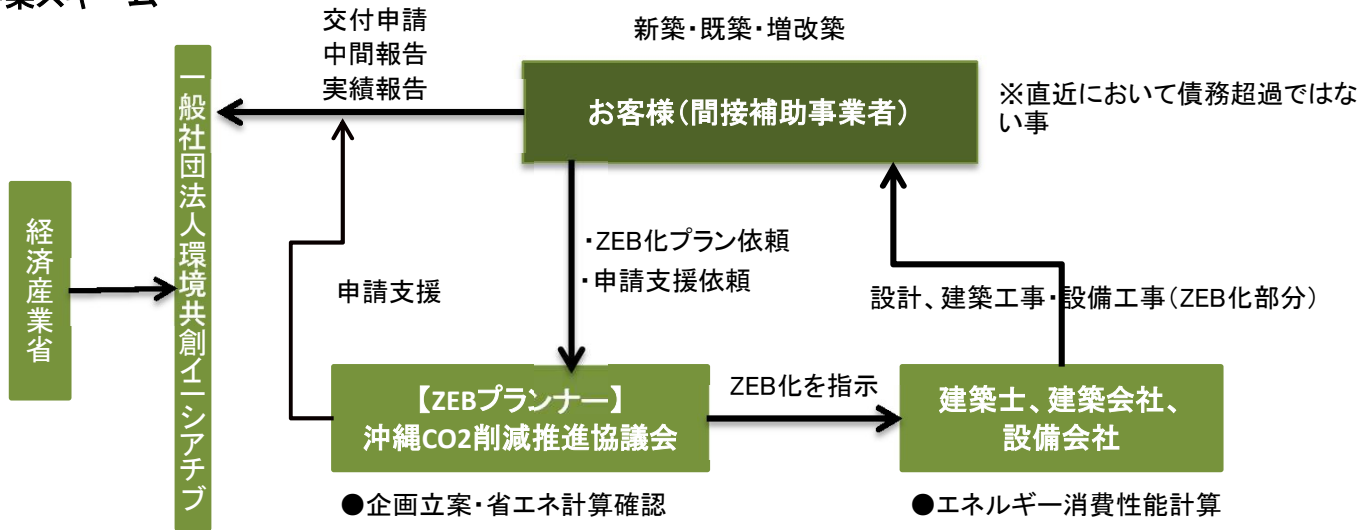 業スキーム
交付申請
中間報告
実績報告
新築・既築・増改築
お客様（間接補助事業者）
※直近において債務超過ではな
い事
経済産業省
一般社団法人環境共創イニーシアチブ
・ZEB化プラン依頼
・申請支援依頼
申請支援
設計、建築工事・設備工事（ZEB化部分）
【ZEBプランナー】
沖縄CO2削減推進協議会
ZEB化を指示
建築士、建築会社、
設備会社
●企画立案・省エネ計算確認
●エネルギー消費性能計算